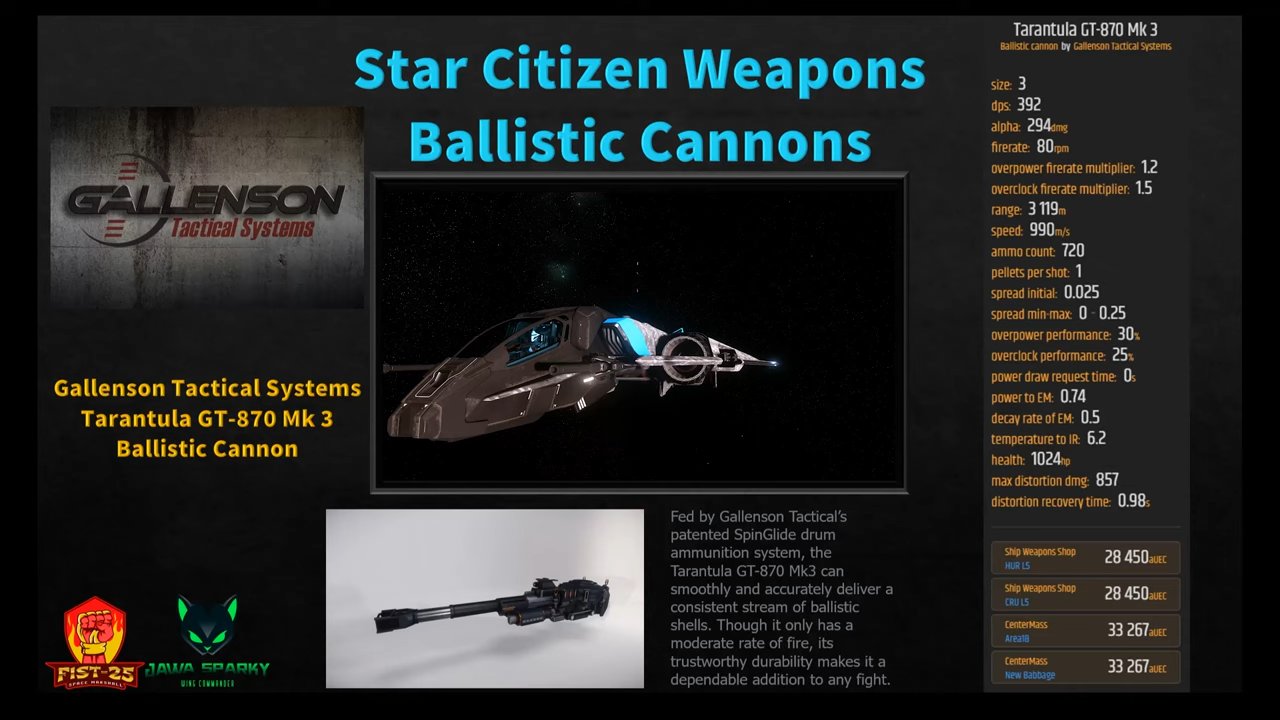 Star Citizen Weapons
Ballistic Cannons
GALLENSON
Tactical Systems
Gallenson Tactical Systems
Tarantula GT-870 Mk 3
Ballistic Cannon
Fed by Gallenson Tactical’s
patented SpinGlide drum
ammunition system, the
Tarantula GT-870 Mk3 can
smoothly and accurately deliver a
consistent stream of ballistic
shells. Though it only has a
moderate rate of fire, its
trustworthy durability makes it a
dependable addition to any fight.
FIST-25
SPACE MARSHALL
JAWA SPARKY
WING COMMANDER
Tarantula GT-870 Mk 3
Ballistic cannon by Gallenson Tactical Systems
size: 3
dps: 392
alpha: 294dmg
firerate: 80rpm
overpower firerate multiplier: 1.2
overclock firerate multiplier: 1.5
range: 3 119m
speed: 990m/s
ammo count: 720
pellets per shot: 1
spread initial: 0.025
spread min-max: 0 - 0.25
overpower performance: 30%
overclock performance: 25%
power draw request time: 0s
power to EM: 0.74
decay rate of EM: 0.5
temperature to IR: 6.2
health: 1024hp
max distortion dmg: 857
distortion recovery time: 0.98s
Ship Weapons Shop
HUR L5
28 450aUEC
Ship Weapons Shop
CRU L5
28 450aUEC
CenterMass
Area18
33 267aUEC
CenterMass
New Babbage
33 267aUEC